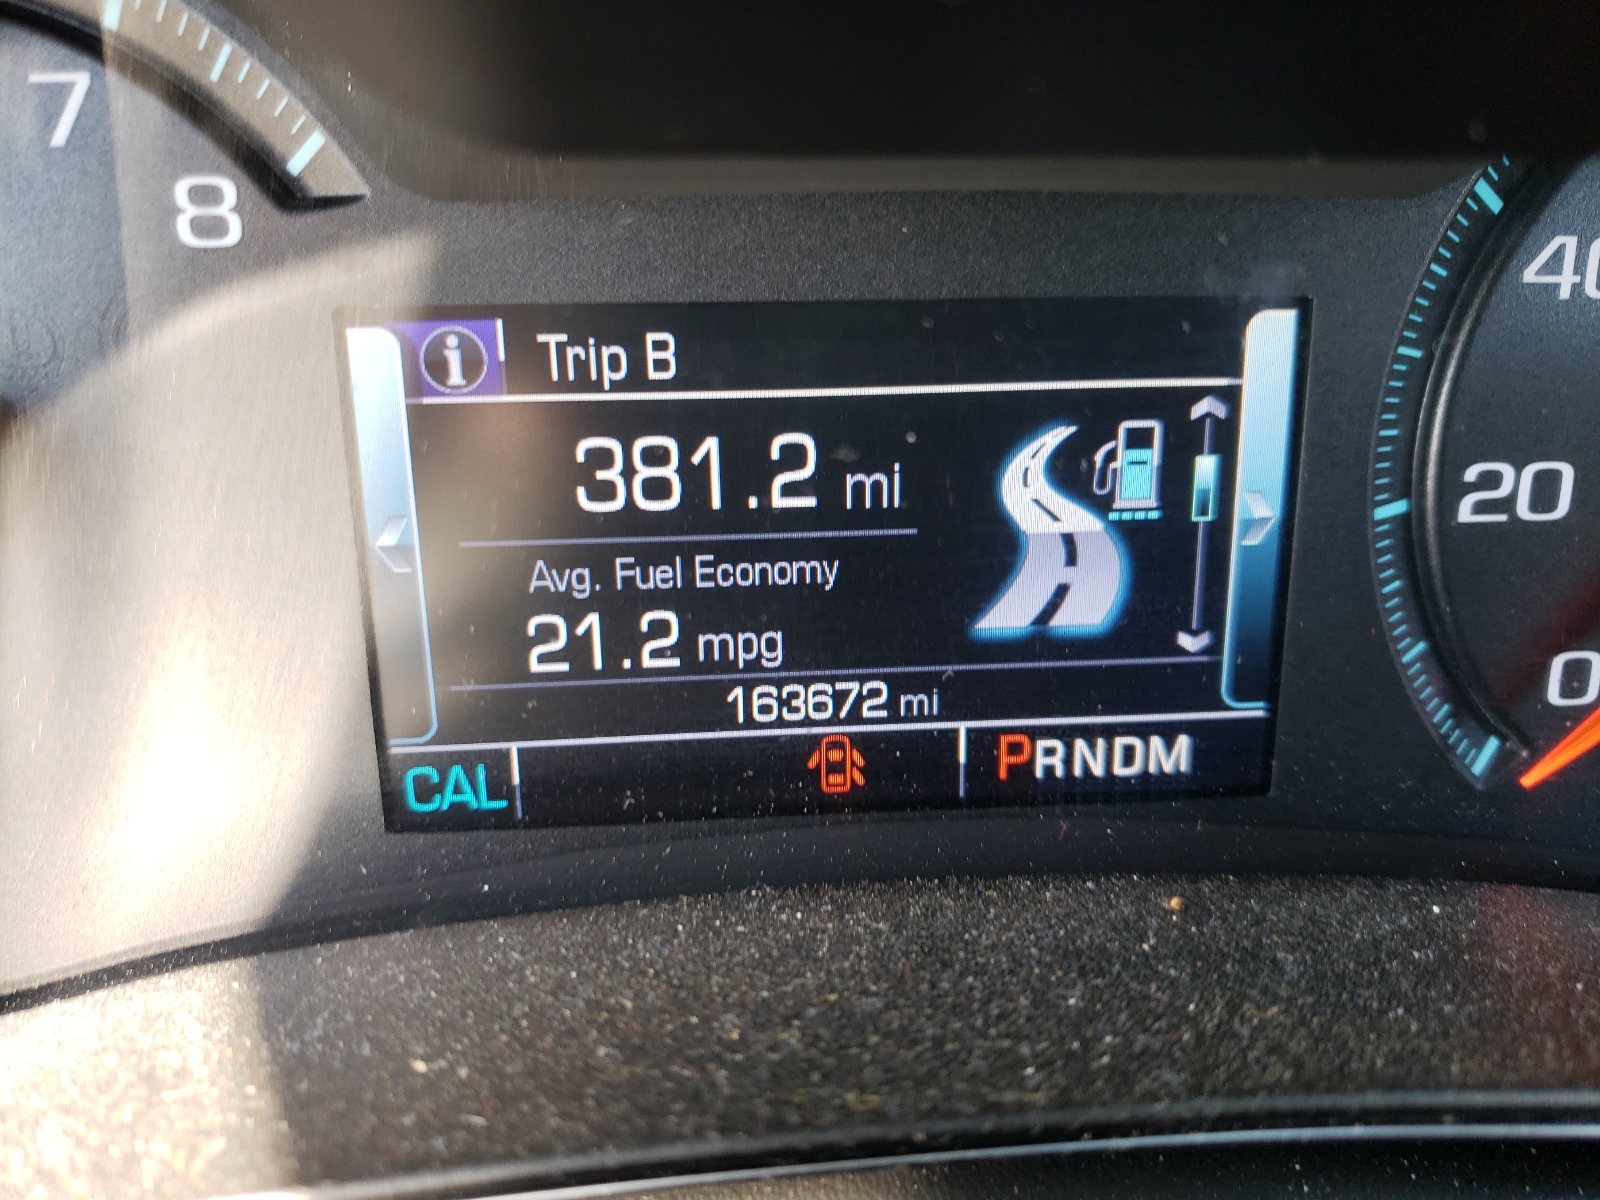 7
8
i Trip B
381.2 mi
Avg. Fuel Economy
21.2 mpg
163672 mi
CAL
PRNDM
40
20
0